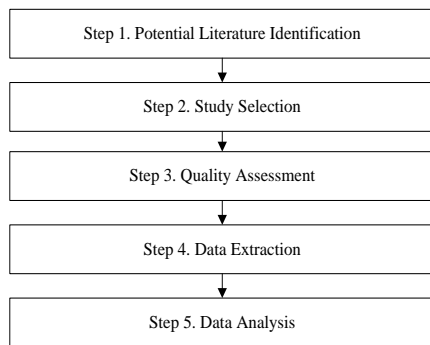 Step 1. Potential Literature Identification
Step 2. Study Selection
Step 3. Quality Assessment
Step 4. Data Extraction
Step 5. Data Analysis